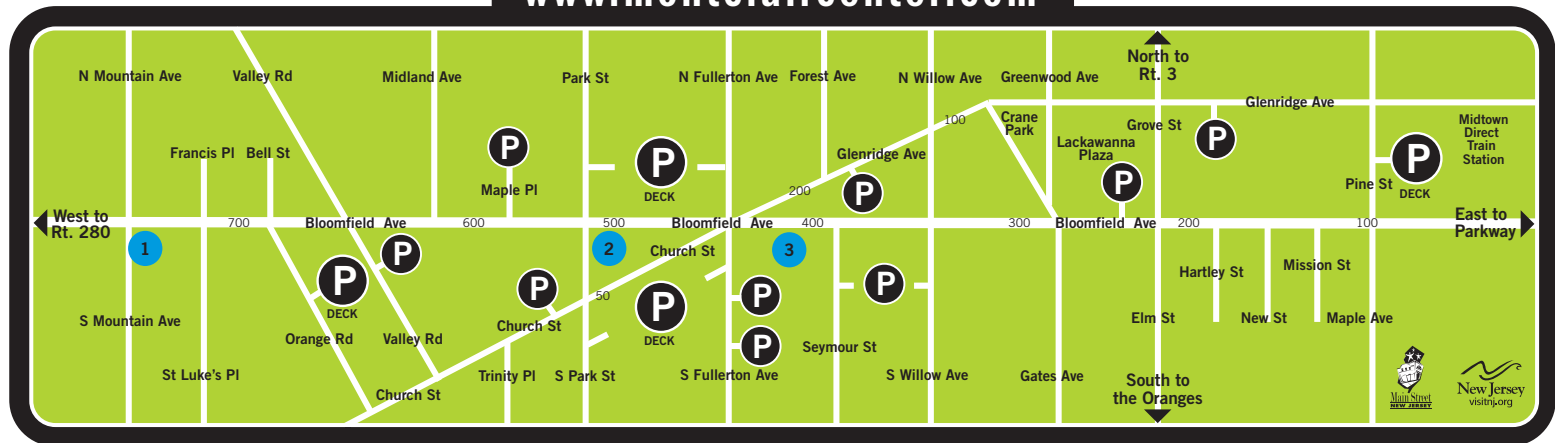 N Mountain Ave
Valley Rd
Midland Ave
Park St
N Fullerton Ave
Forest Ave
N Willow Ave
Greenwood Ave
North to
Rt. 3
Glenridge Ave
100
Crane
Park
Grove St
P
Midtown
Direct
Train
Station
Francis Pl
Bell St
P
Maple Pl
P
DECK
Glenridge Ave
P
200
Lackawanna
Plaza
P
Pine St
P
DECK
West to
Rt. 280
700
Bloomfield Ave
600
500
Bloomfield Ave
400
300
Bloomfield Ave
200
100
East to
Parkway
1
P
2
Church St
3
P
DECK
P
Church St
50
P
DECK
P
P
P
Hartley St
Mission St
S Mountain Ave
Orange Rd
Valley Rd
Seymour St
Elm St
New St
Maple Ave
St Luke's Pl
Church St
Trinity Pl
S Park St
S Fullerton Ave
S Willow Ave
Gates Ave
South to
the Oranges
Main Street
NEW JERSEY
New Jersey
visitnj.org